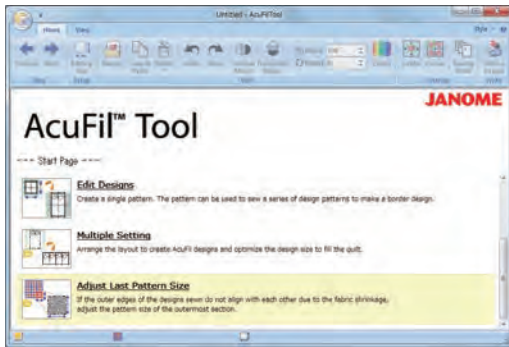 Untitled - AcuFilTool
Home View
Style
JANOME
AcuFil™ Tool
--- Start Page ---
Edit Designs
Create a single pattern. The pattern can be used to sew a series of design patterns to make a border design.
Multiple Setting
Arrange the layout to create AcuFil designs and optimize the design size to fill the quilt.
Adjust Last Pattern Size
If the outer edges of the designs sewn do not align with each other due to the fabric shrinkage,
adjust the pattern size of the outermost section.